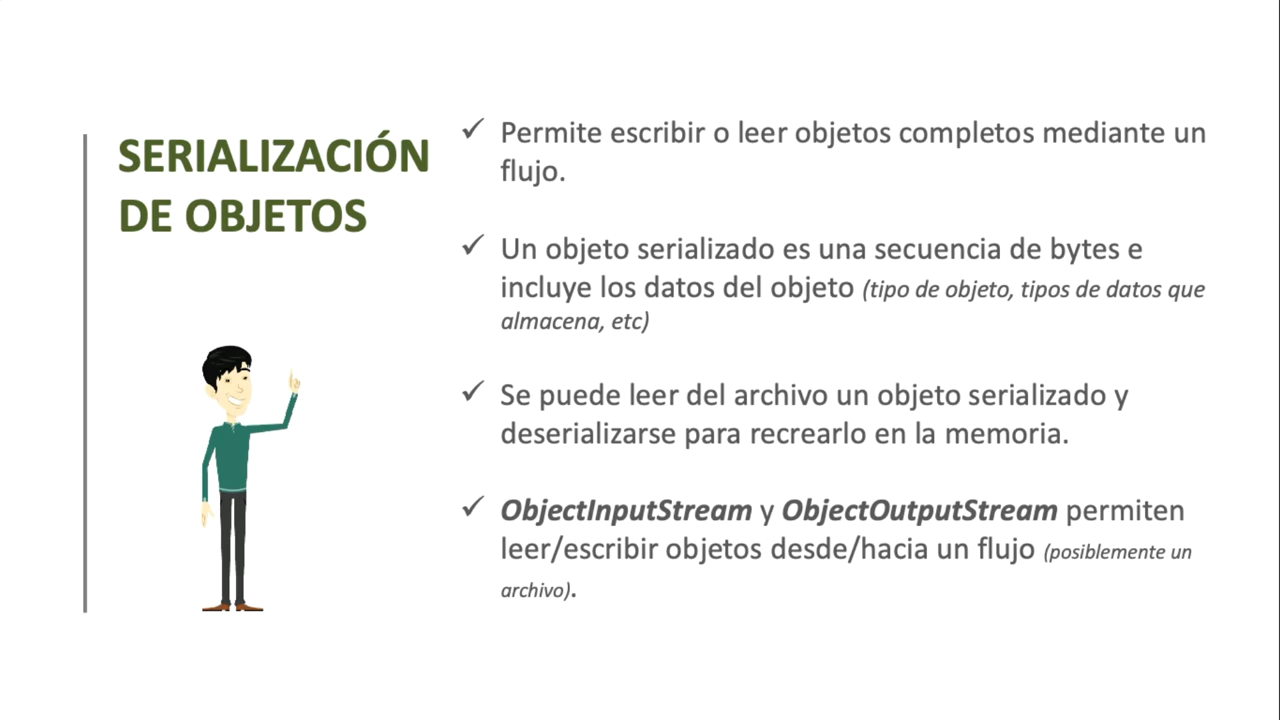 SERIALIZACIÓN
DE OBJETOS
✓ Permite escribir o leer objetos completos mediante un
flujo.
✓ Un objeto serializado es una secuencia de bytes e
incluye los datos del objeto (tipo de objeto, tipos de datos que
almacena, etc)
✓ Se puede leer del archivo un objeto serializado y
deserializarse para recrearlo en la memoria.
✓ ObjectInputStream y ObjectOutputStream permiten
leer/escribir objetos desde/hacia un flujo (posiblemente un
archivo).